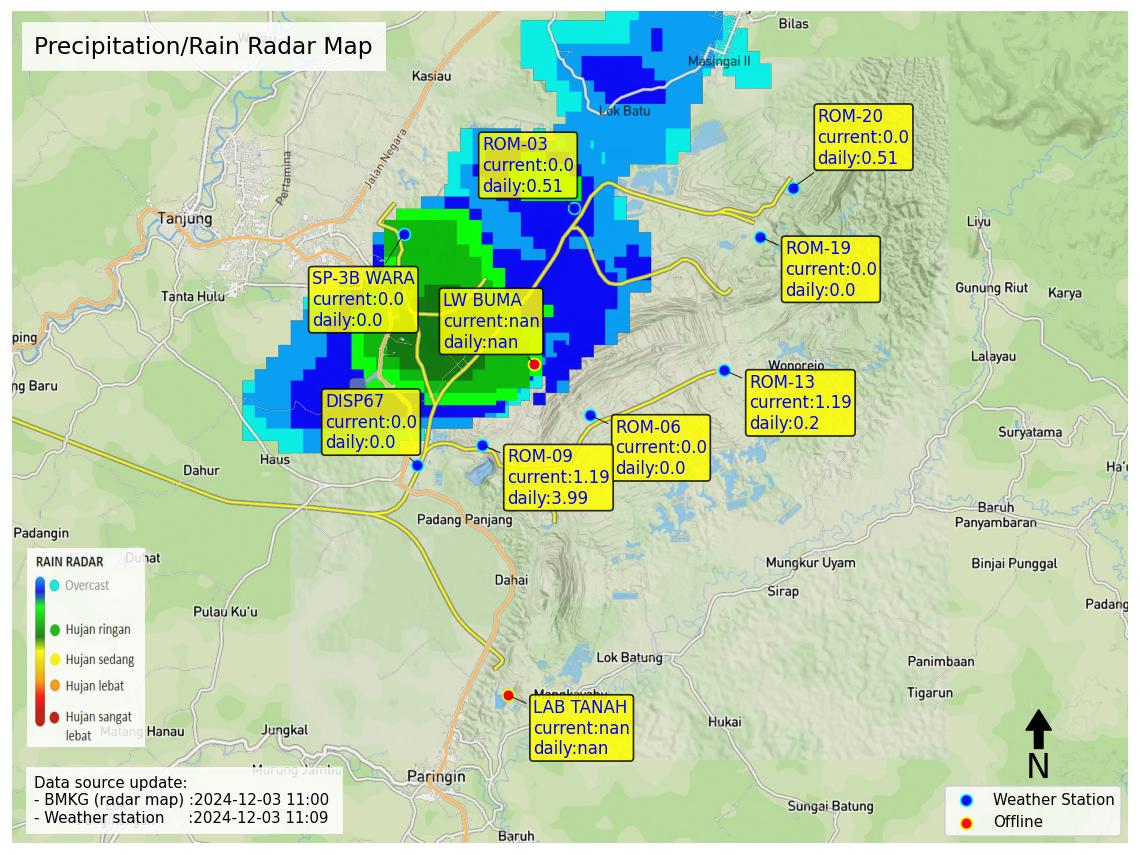 Precipitation/Rain Radar Map
Bilas
Kasiau
Masingai II
Lok Batu
Jalan Negara
Pertamina
ROM-03
current:0.0
daily:0.51
ROM-20
current:0.0
daily:0.51
Tanjung
Liyu
ROM-19
current:0.0
daily:0.0
SP-3B WARA
current:0.0
daily:0.0
LW BUMA
current:nan
daily:nan
Tanta Hulu
Gunung Riut
Karya
ping
Lalayau
Wonorejo
ng Baru
ROM-13
current:1.19
daily:0.2
DISP67
current:0.0
daily:0.0
ROM-06
current:0.0
daily:0.0
Suryatama
Haus
Dahur
ROM-09
current:1.19
daily:3.99
Ha'u
Padang Panjang
Baruh
Panyambaran
Padangin
Duhat
RAIN RADAR
Overcast
Hujan ringan
Hujan sedang
Hujan lebat
Hujan sangat
lebat
Mungkur Uyam
Binjai Punggal
Dahai
Sirap
Padang
Pulau Ku'u
Lok Batung
Panimbaan
Tigarun
Mangkayahu
LAB TANAH
current:nan
daily:nan
Hukai
Matang Hanau
Jungkal
Murung Jambu
Paringin
Data source update:
- BMKG (radar map) :2024-12-03 11:00
- Weather station :2024-12-03 11:09
N
Weather Station
Offline
Sungai Batung
Baruh